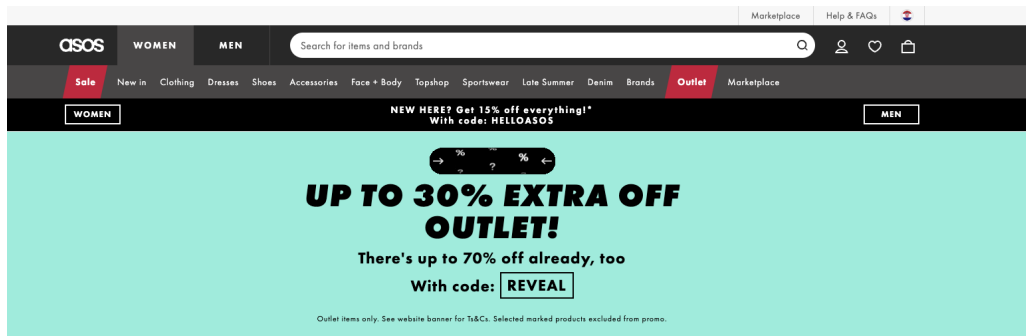 Marketplace Help & FAQs
asos WOMEN MEN Search for items and brands
Sale New in Clothing Dresses Shoes Accessories Face + Body Topshop Sportswear Late Summer Denim Brands Outlet Marketplace
WOMEN NEW HERE? Get 15% off everything!* MEN
With code: HELLOASOS
→ % % % ←
? ? ?
UP TO 30% EXTRA OFF
OUTLET!
There's up to 70% off already, too
With code: REVEAL
Outlet items only. See website banner for Ts&Cs. Selected marked products excluded from promo.